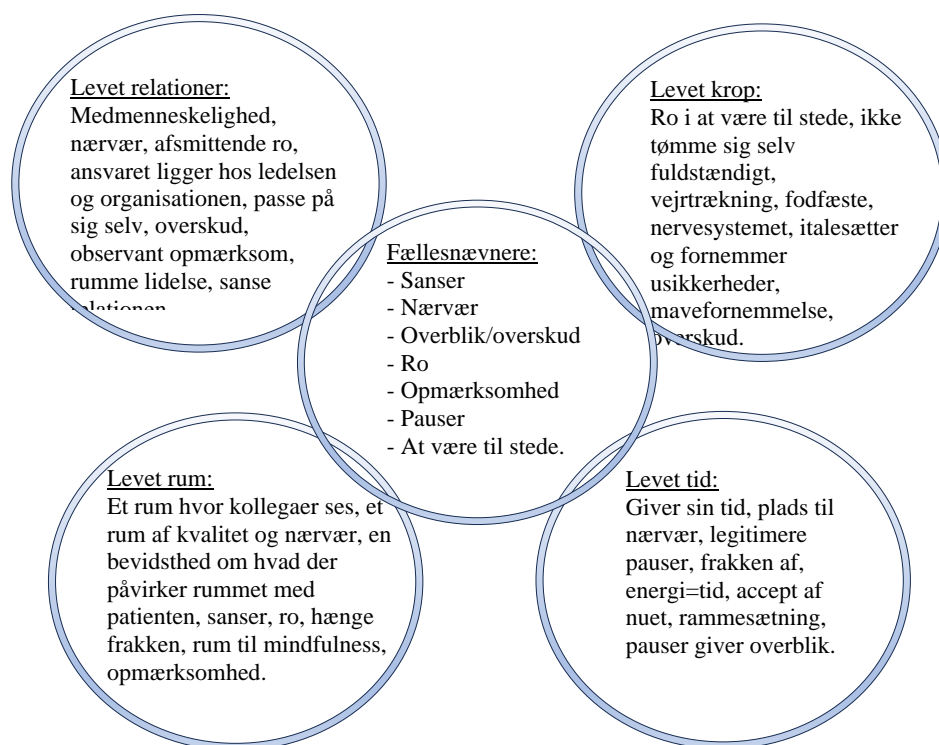 Levet relationer:
Medmenneskelighed,
nærvær, afsmittende ro,
ansvaret ligger hos ledelsen
og organisationen, passe på
sig selv, overskud,
observant opmærksom,
rumme lidelse, sanse
relationen
Levet krop:
Ro i at være til stede, ikke
tømme sig selv
fuldstændigt,
vejrtrækning, fodfæste,
nervesystemet, italesætter
og fornemmer
usikkerheder,
mavefornemmelse,
overskud.
Fællesnævnere:
- Sanser
- Nærvær
- Overblik/overskud
- Ro
- Opmærksomhed
- Pauser
- At være til stede.
Levet rum:
Et rum hvor kollegaer ses, et
rum af kvalitet og nærvær, en
bevidsthed om hvad der
påvirker rummet med
patienten, sanser, ro, hænge
frakken, rum til mindfulness,
opmærksomhed.
Levet tid:
Giver sin tid, plads til
nærvær, legitimere
pauser, frakken af,
energi=tid, accept af
nuet, rammesætning,
pauser giver overblik.